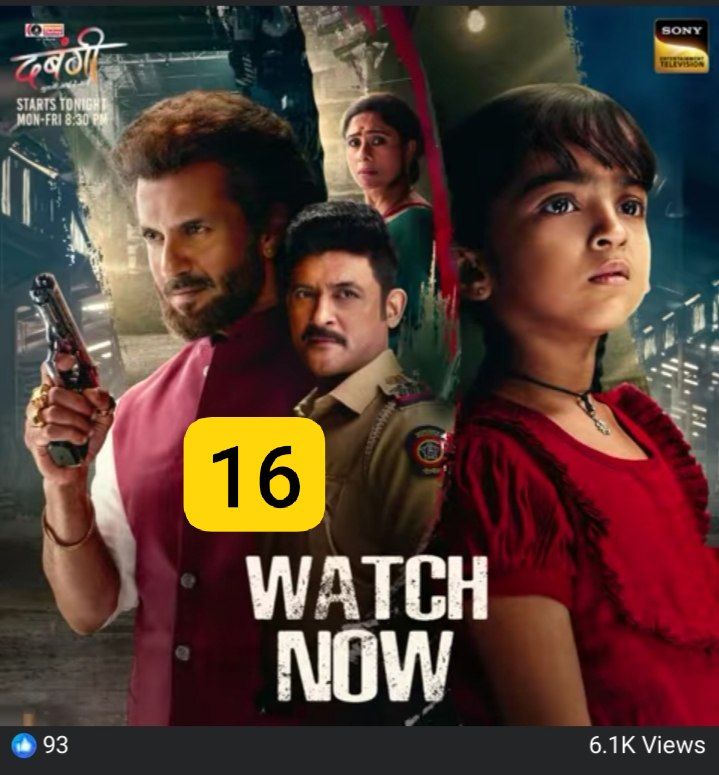 दबंगी
STARTS TONIGHT
MON-FRI 8:30 PM
SONY
ENTERTAINMENT
TELEVISION
16
WATCH
NOW
93
6.1K Views